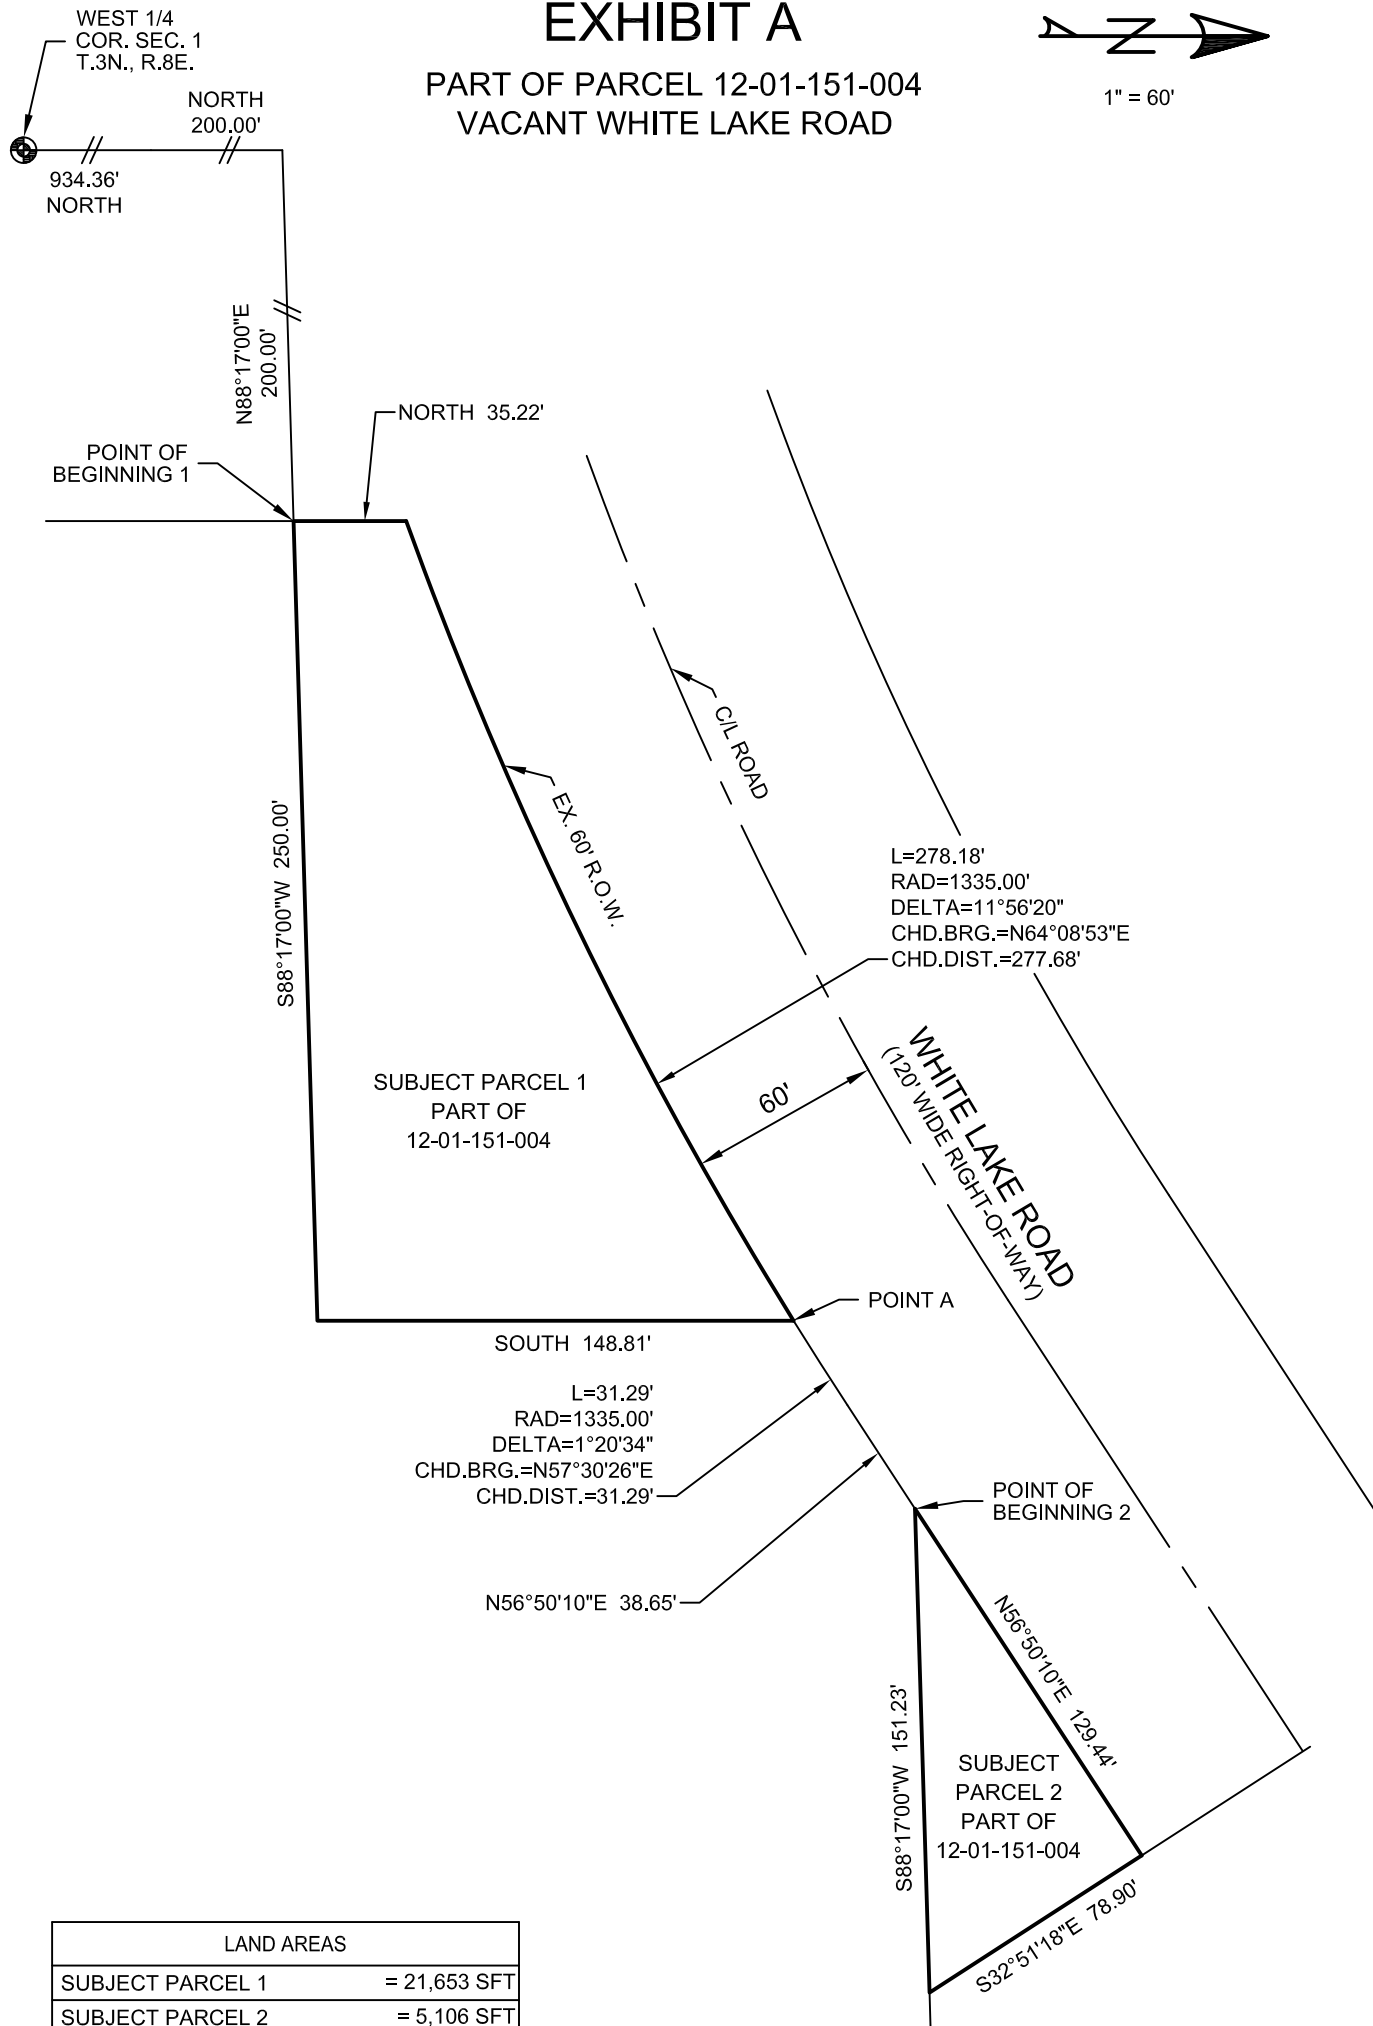 EXHIBIT A
PART OF PARCEL 12-01-151-004
VACANT WHITE LAKE ROAD
N
1" = 60'
WEST 1/4
COR. SEC. 1
T.3N., R.8E.
NORTH
200.00'
934.36'
NORTH
N88°17'00"E
200.00'
NORTH 35.22'
POINT OF
BEGINNING 1
C/L ROAD
EX. 60' R.O.W.
S88°17'00"W 250.00'
L=278.18'
RAD=1335.00'
DELTA=11°56'20"
CHD.BRG.=N64°08'53"E
CHD.DIST.=277.68'
SUBJECT PARCEL 1
PART OF
12-01-151-004
60'
WHITE LAKE ROAD
(120' WIDE RIGHT-OF-WAY)
POINT A
SOUTH 148.81'
L=31.29'
RAD=1335.00'
DELTA=1°20'34"
CHD.BRG.=N57°30'26"E
CHD.DIST.=31.29'
POINT OF
BEGINNING 2
N56°50'10"E 38.65'
N56°50'10"E 129.44'
S88°17'00"W 151.23'
SUBJECT
PARCEL 2
PART OF
12-01-151-004
S32°51'18"E 78.90'
LAND AREAS
SUBJECT PARCEL 1 = 21,653 SFT
SUBJECT PARCEL 2 = 5,106 SFT